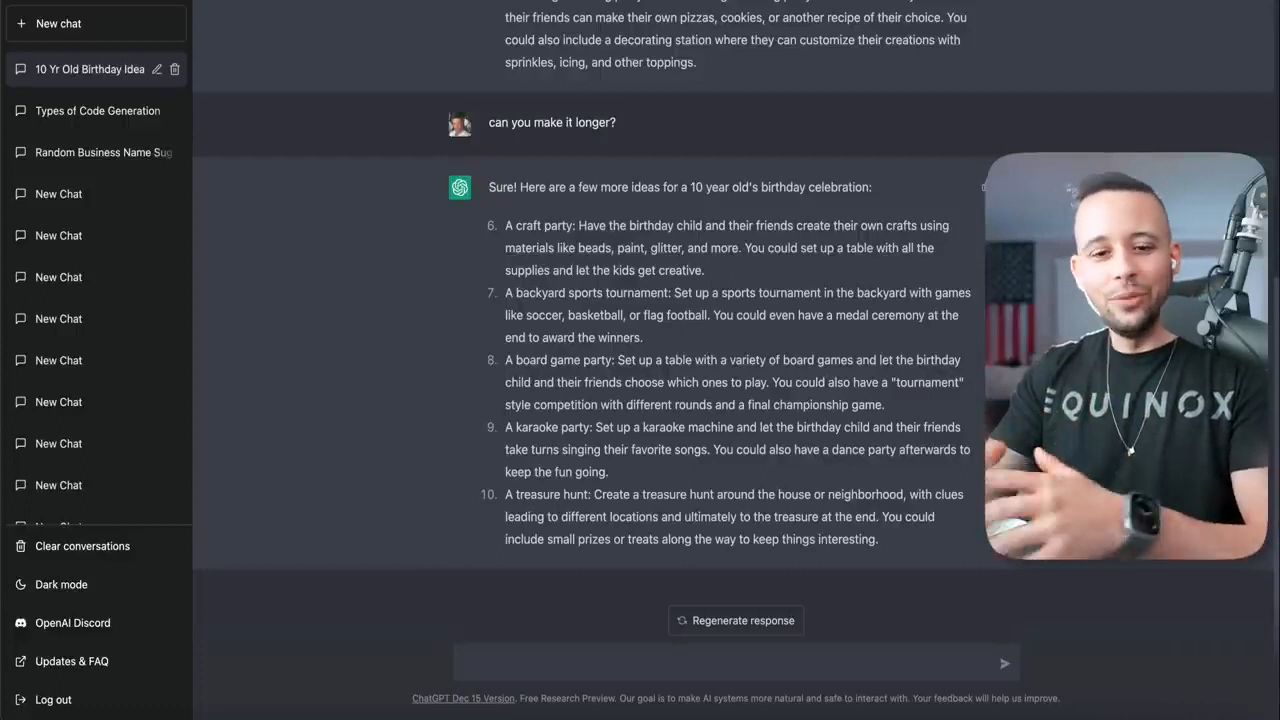 New chat
10 Yr Old Birthday Idea
Types of Code Generation
Random Business Name Sug
New Chat
New Chat
New Chat
New Chat
New Chat
New Chat
New Chat
New Chat
Clear conversations
Dark mode
OpenAI Discord
Updates & FAQ
Log out
their friends can make their own pizzas, cookies, or another recipe of their choice. You
could also include a decorating station where they can customize their creations with
sprinkles, icing, and other toppings.
can you make it longer?
Sure! Here are a few more ideas for a 10 year old's birthday celebration:
6. A craft party: Have the birthday child and their friends create their own crafts using
materials like beads, paint, glitter, and more. You could set up a table with all the
supplies and let the kids get creative.
7. A backyard sports tournament: Set up a sports tournament in the backyard with games
like soccer, basketball, or flag football. You could even have a medal ceremony at the
end to award the winners.
8. A board game party: Set up a table with a variety of board games and let the birthday
child and their friends choose which ones to play. You could also have a "tournament"
style competition with different rounds and a final championship game.
9. A karaoke party: Set up a karaoke machine and let the birthday child and their friends
take turns singing their favorite songs. You could also have a dance party afterwards to
keep the fun going.
10. A treasure hunt: Create a treasure hunt around the house or neighborhood, with clues
leading to different locations and ultimately to the treasure at the end. You could
include small prizes or treats along the way to keep things interesting.
EQUINOX
Regenerate response
ChatGPT Dec 15 Version. Free Research Preview. Our goal is to make AI systems more natural and safe to interact with. Your feedback will help us improve.